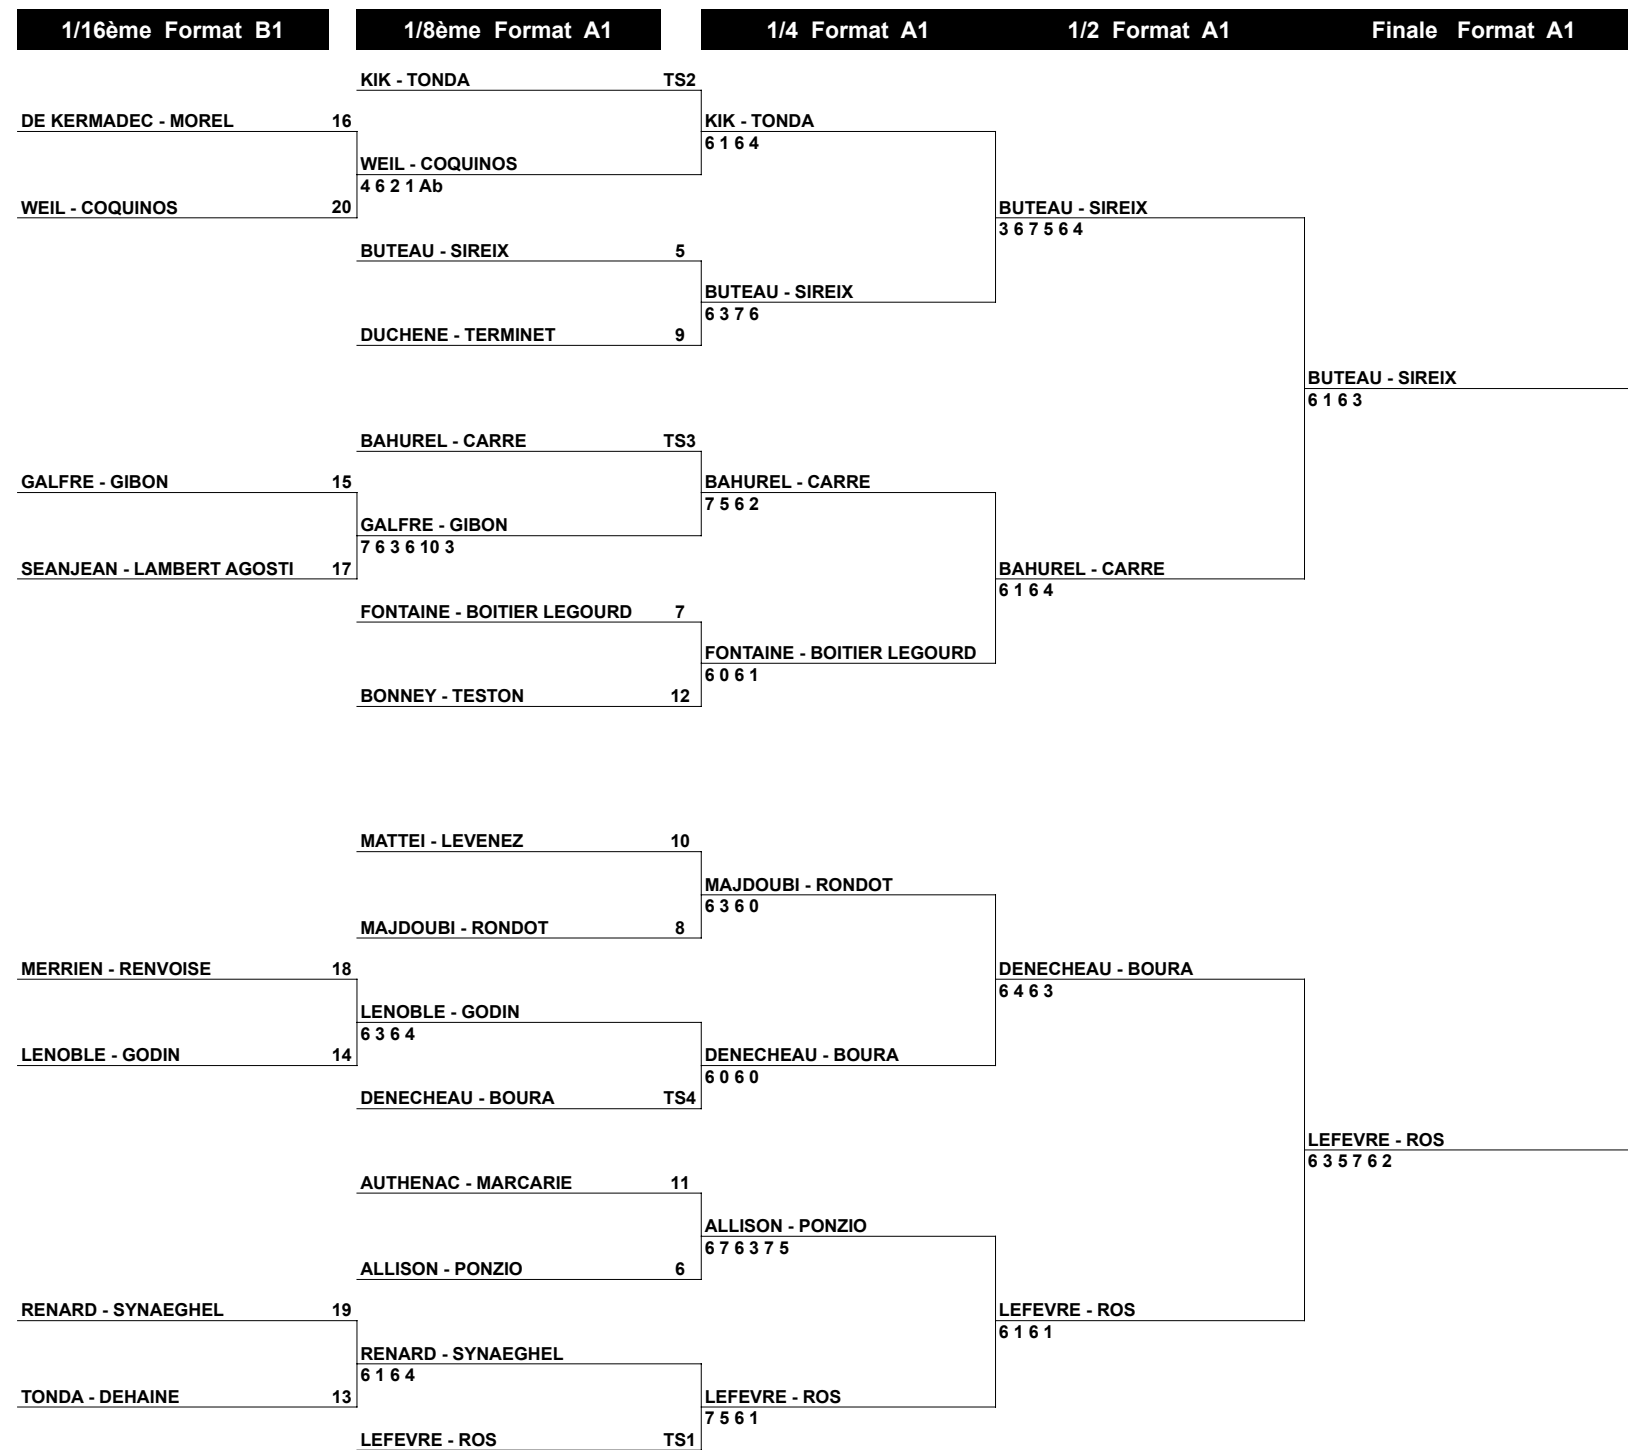 1/16ème Format B1 1/8ème Format A1 1/4 Format A1 1/2 Format A1 Finale Format A1
KIK - TONDA TS2
DE KERMADEC - MOREL 16 KIK - TONDA
6 1 6 4
WEIL - COQUINOS
4 6 2 1 Ab
WEIL - COQUINOS 20 BUTEAU - SIREIX
3 6 7 5 6 4
BUTEAU - SIREIX 5
BUTEAU - SIREIX
6 3 7 6
DUCHENE - TERMINET 9
BUTEAU - SIREIX
6 1 6 3
BAHUREL - CARRE TS3
GALFRE - GIBON 15 BAHUREL - CARRE
7 5 6 2
GALFRE - GIBON
7 6 3 6 10 3
SEANJEAN - LAMBERT AGOSTI 17 BAHUREL - CARRE
6 1 6 4
FONTAINE - BOITIER LEGOURD 7
FONTAINE - BOITIER LEGOURD
6 0 6 1
BONNEY - TESTON 12
MATTEI - LEVENEZ 10
MAJDOUBI - RONDOT
6 3 6 0
MAJDOUBI - RONDOT 8
MERRIEN - RENVOISE 18 DENECHEAU - BOURA
6 4 6 3
LENOBLE - GODIN
6 3 6 4
LENOBLE - GODIN 14 DENECHEAU - BOURA
6 0 6 0
DENECHEAU - BOURA TS4
LEFEVRE - ROS
6 3 5 7 6 2
AUTHENAC - MARCARIE 11
ALLISON - PONZIO
6 7 6 3 7 5
ALLISON - PONZIO 6
RENARD - SYNAEGHEL 19 LEFEVRE - ROS
6 1 6 1
RENARD - SYNAEGHEL
6 1 6 4
TONDA - DEHAINE 13 LEFEVRE - ROS
7 5 6 1
LEFEVRE - ROS TS1